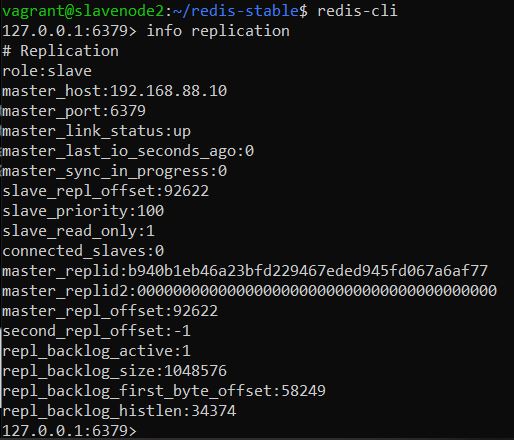 vagrant@slavenode2:~/redis-stable$ redis-cli
127.0.0.1:6379> info replication
# Replication
role:slave
master_host:192.168.88.10
master_port:6379
master_link_status:up
master_last_io_seconds_ago:0
master_sync_in_progress:0
slave_repl_offset:92622
slave_priority:100
slave_read_only:1
connected_slaves:0
master_replid:b940b1eb46a23bfd229467eded945fd067a6af77
master_replid2:0000000000000000000000000000000000000000
master_repl_offset:92622
second_repl_offset:-1
repl_backlog_active:1
repl_backlog_size:1048576
repl_backlog_first_byte_offset:58249
repl_backlog_histlen:34374
127.0.0.1:6379>